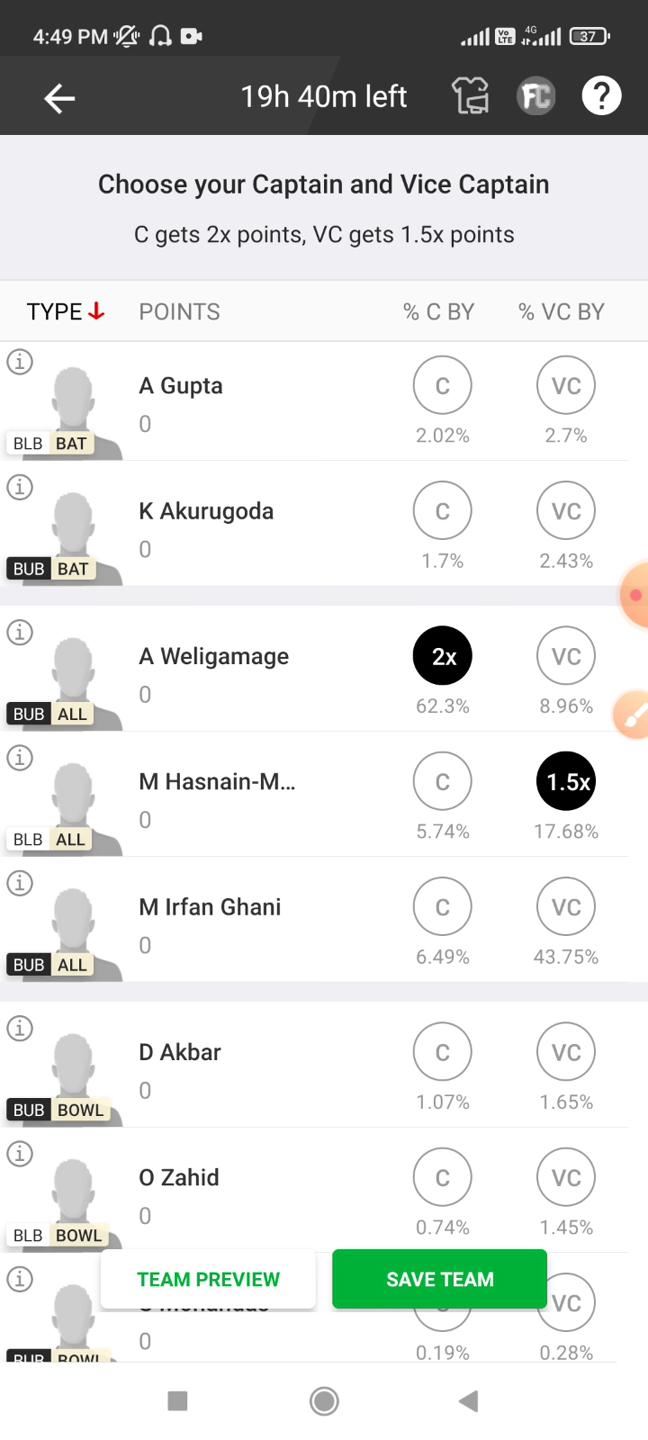 4:49 PM
Vo LTE
4G
37
19h 40m left
FC
?
Choose your Captain and Vice Captain
C gets 2x points, VC gets 1.5x points
TYPE POINTS % C BY % VC BY
A Gupta C VC
0 2.02% 2.7%
BLB BAT
K Akurugoda C VC
0 1.7% 2.43%
BUB BAT
A Weligamage 2x VC
0 62.3% 8.96%
BUB ALL
M Hasnain-M... C 1.5x
0 5.74% 17.68%
BLB ALL
M Irfan Ghani C VC
0 6.49% 43.75%
BUB ALL
D Akbar C VC
0 1.07% 1.65%
BUB BOWL
O Zahid C VC
0 0.74% 1.45%
BLB BOWL
TEAM PREVIEW SAVE TEAM VC
0 0.19% 0.28%
BUB BOWL